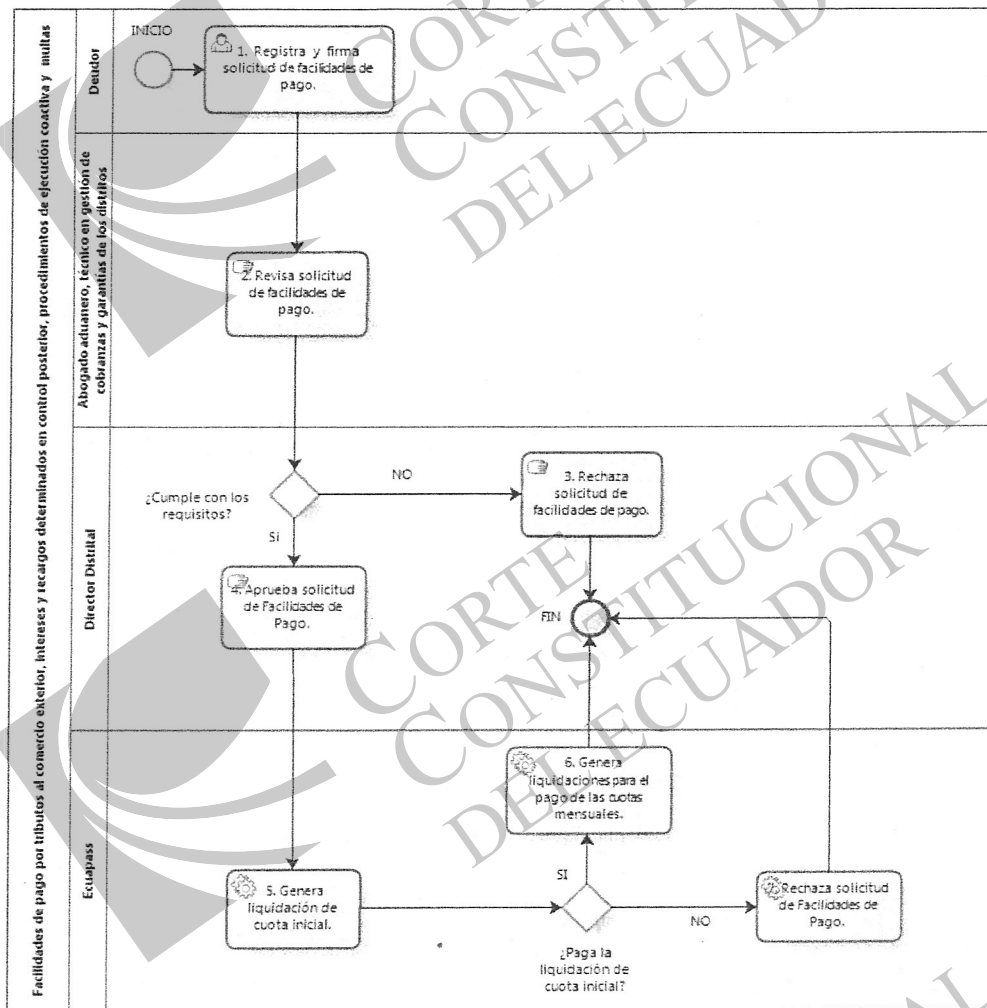 Facilidades de pago por tributos al comercio exterior, intereses y recargos determinados en control posterior, procedimientos de ejecución coactiva y multas
Deudor
INICIO
1. Registra y firma
solicitud de facilidades de
pago.
Abogado aduanero, técnico en gestión de
cobranzas y garantías de los distritos
2. Revisa solicitud
de facilidades de
pago.
Director Distrital
¿Cumple con los
requisitos?
NO
SI
3. Rechaza
solicitud de
facilidades de pago.
4. Aprueba solicitud
de Facilidades de
Pago.
FIN
Ecuapass
5. Genera
liquidación de
cuota inicial.
6. Genera
liquidaciones para el
pago de las cuotas
mensuales.
SI
¿Paga la
liquidación de
cuota inicial?
NO
Rechaza solicitud
de Facilidades de
Pago.
CORTE
CONSTITUCIONAL
DEL ECUADOR
CORTE
CONSTITUCIONAL
DEL ECUADOR